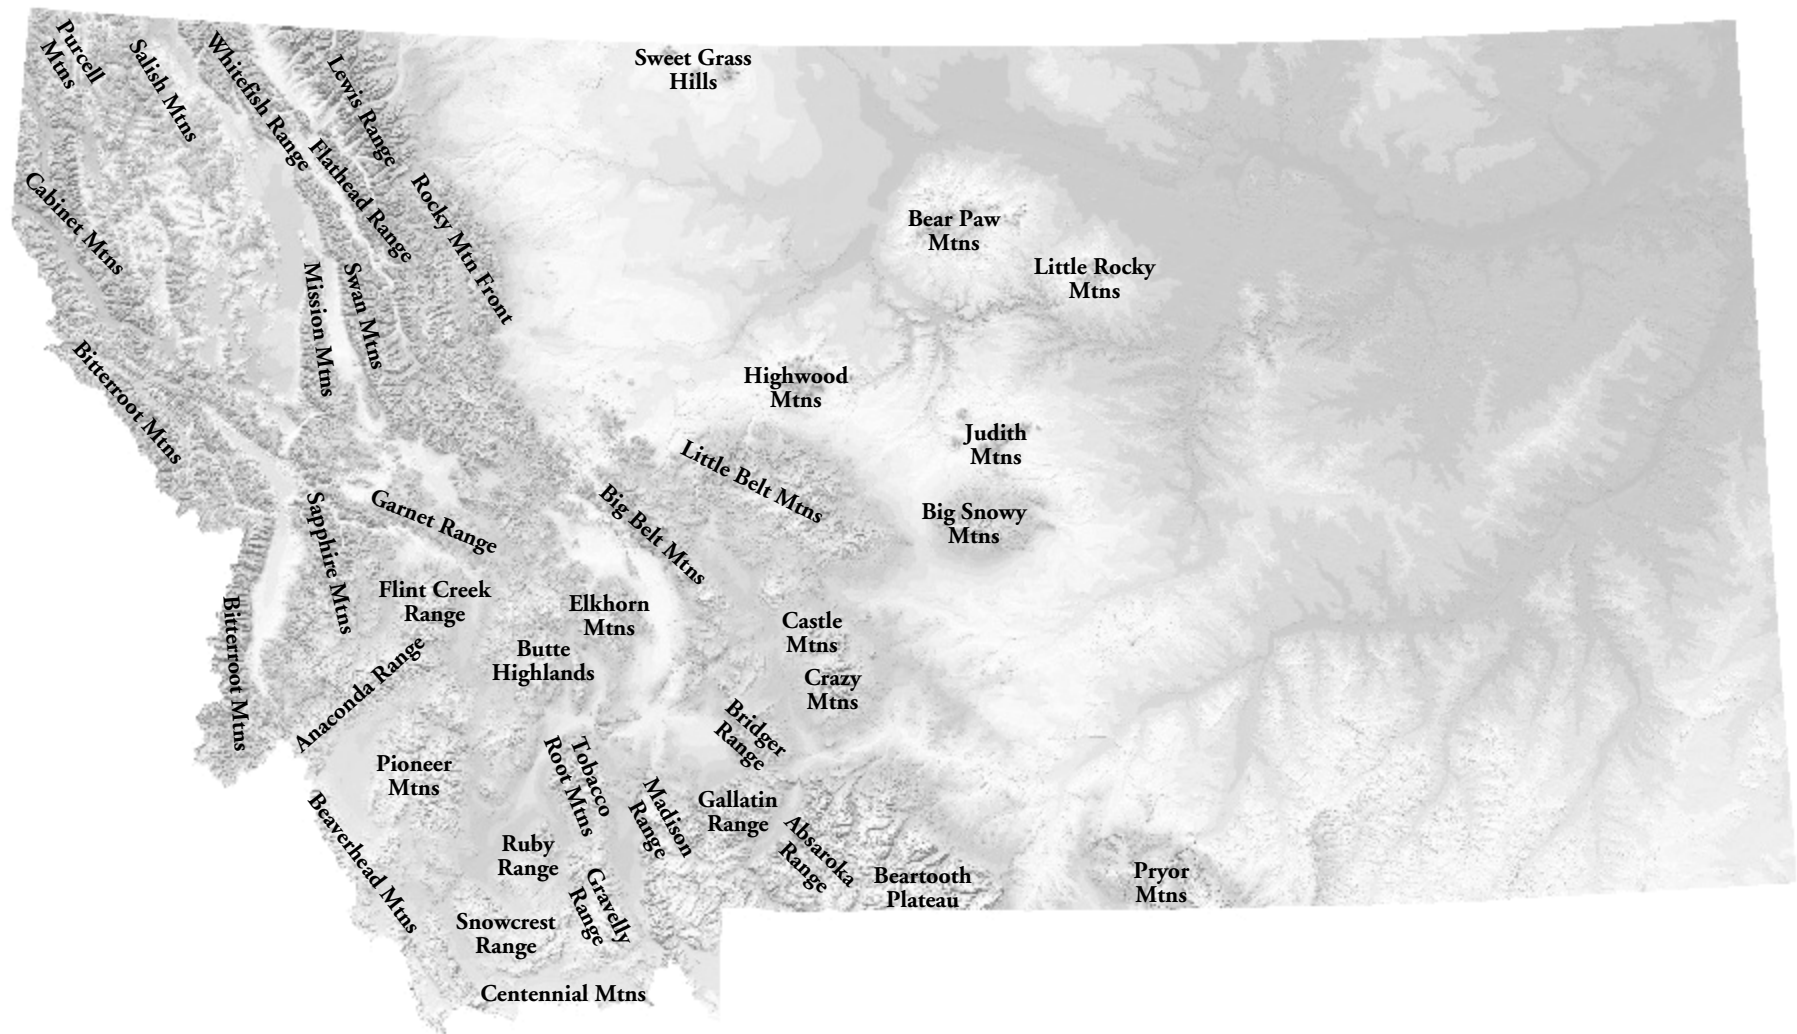 Purcell
Mtns
Salish Mtns
Whitefish Range
Lewis Range
Sweet Grass
Hills
Flathead Range
Rocky Mtn Front
Cabinet Mtns
Bear Paw
Mtns
Little Rocky
Mtns
Mission Mtns
Swan Mtns
Bitterroot Mtns
Highwood
Mtns
Judith
Mtns
Little Belt Mtns
Big Snowy
Mtns
Garnet Range
Sapphire Mtns
Big Belt Mtns
Flint Creek
Range
Elkhorn
Mtns
Castle
Mtns
Bitterroot Mtns
Anaconda Range
Butte
Highlands
Crazy
Mtns
Bridger
Range
Pioneer
Mtns
Tobacco
Root Mtns
Madison
Range
Gallatin
Range
Absaroka
Range
Beartooth
Plateau
Pryor
Mtns
Beaverhead Mtns
Ruby
Range
Gravelly
Range
Snowcrest
Range
Centennial Mtns